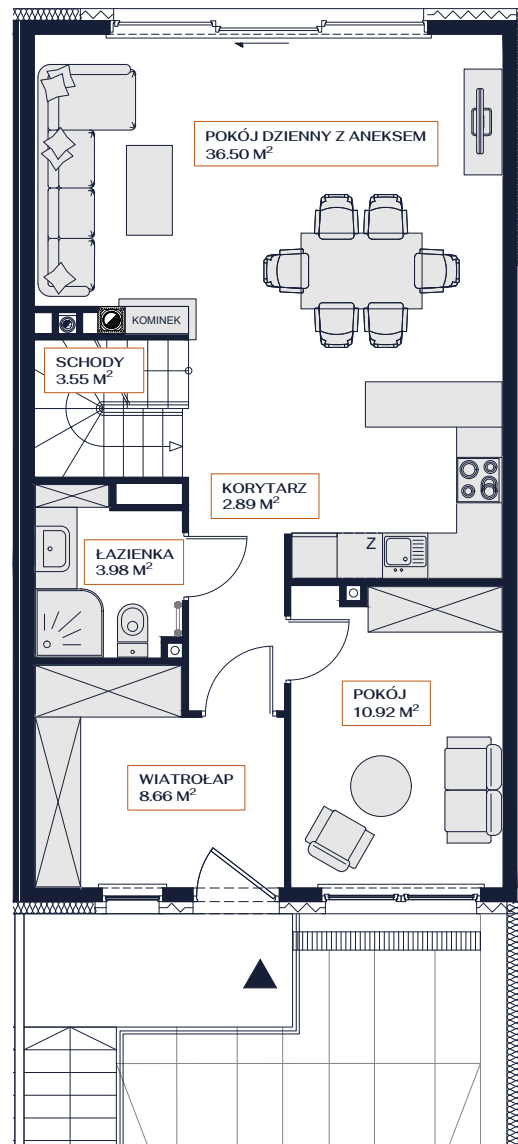 POKÓJ DZIENNY Z ANEKSEM
36.50 M²
KOMINEK
SCHODY
3.55 M²
KORYTARZ
2.89 M²
Z
ŁAZIENKA
3.98 M²
POKÓJ
10.92 M²
WIATROŁAP
8.66 M²